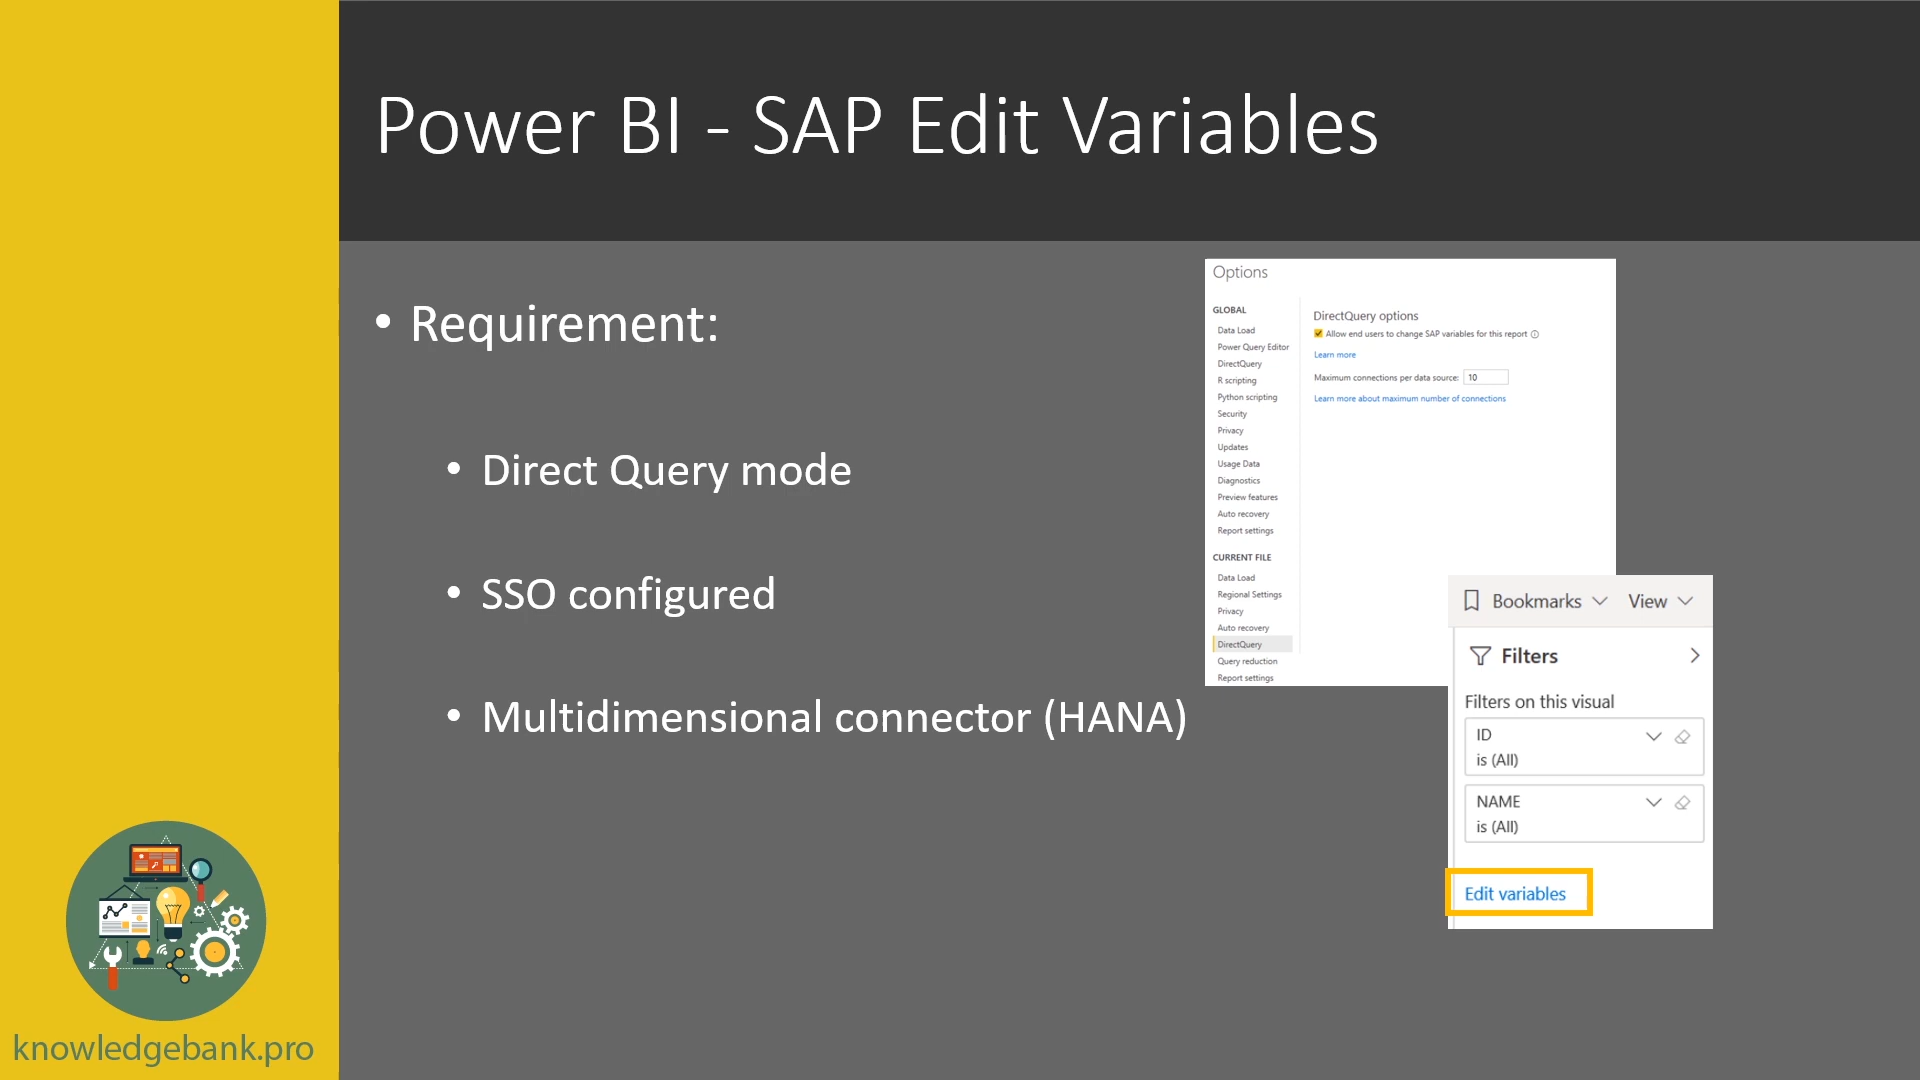 Power BI - SAP Edit Variables
• Requirement:
• Direct Query mode
• SSO configured
• Multidimensional connector (HANA)
Options
GLOBAL
Data Load
Power Query Editor
DirectQuery
R scripting
Python scripting
Security
Privacy
Updates
Usage Data
Diagnostics
Preview features
Auto recovery
Report settings
CURRENT FILE
Data Load
Regional Settings
Privacy
Auto recovery
DirectQuery
Query reduction
Report settings
DirectQuery options
Allow end users to change SAP variables for this report
Learn more
Maximum connections per data source: 10
Learn more about maximum number of connections
Bookmarks View
Filters
Filters on this visual
ID
is (All)
NAME
is (All)
Edit variables
knowledgebank.pro